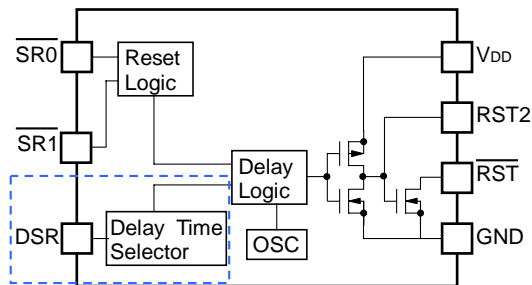 SR0
Reset
Logic
SR1
DSR
Delay Time
Selector
Delay
Logic
OSC
VDD
RST2
RST
GND